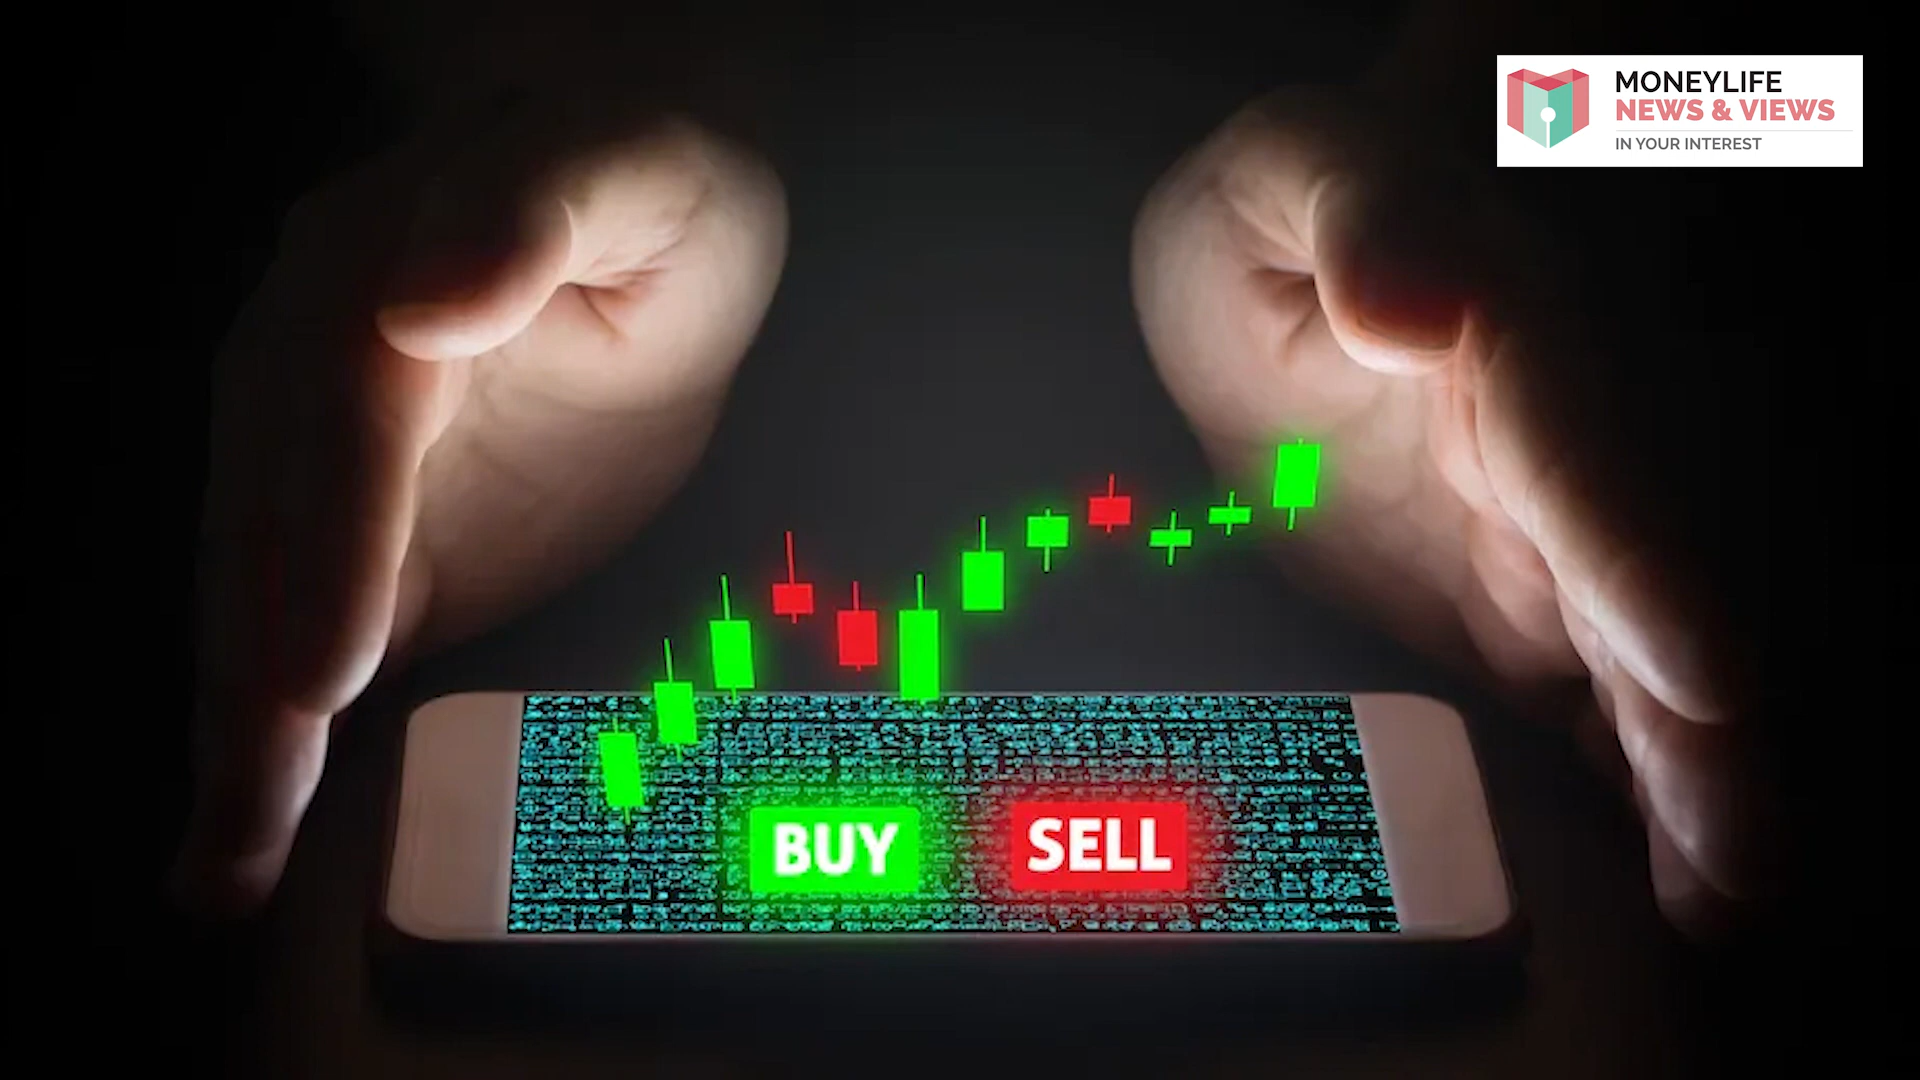 MONEYLIFE
NEWS & VIEWS
IN YOUR INTEREST
BUY
SELL